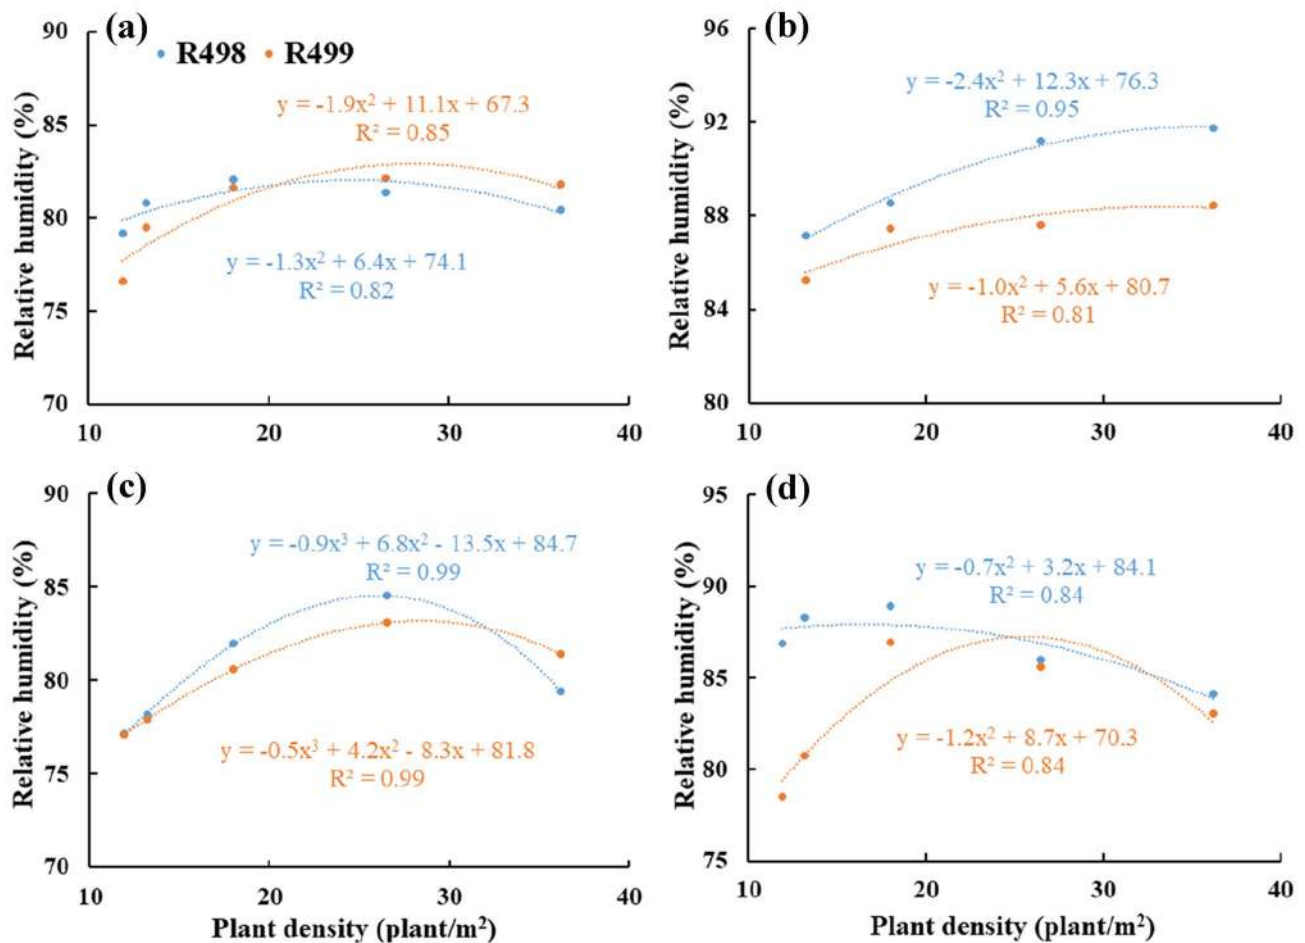 (a)
R498 R499
y = -1.9x² + 11.1x + 67.3
R² = 0.85
y = -1.3x² + 6.4x + 74.1
R² = 0.82
Relative humidity (%)
90
85
80
75
70
10 20 30 40
(b)
y = -2.4x² + 12.3x + 76.3
R² = 0.95
y = -1.0x² + 5.6x + 80.7
R² = 0.81
Relative humidity (%)
96
92
88
84
80
10 20 30 40
(c)
y = -0.9x³ + 6.8x² - 13.5x + 84.7
R² = 0.99
y = -0.5x³ + 4.2x² - 8.3x + 81.8
R² = 0.99
Relative humidity (%)
90
85
80
75
70
10 20 30 40
Plant density (plant/m²)
(d)
y = -0.7x² + 3.2x + 84.1
R² = 0.84
y = -1.2x² + 8.7x + 70.3
R² = 0.84
Relative humidity (%)
95
90
85
80
75
10 20 30 40
Plant density (plant/m²)